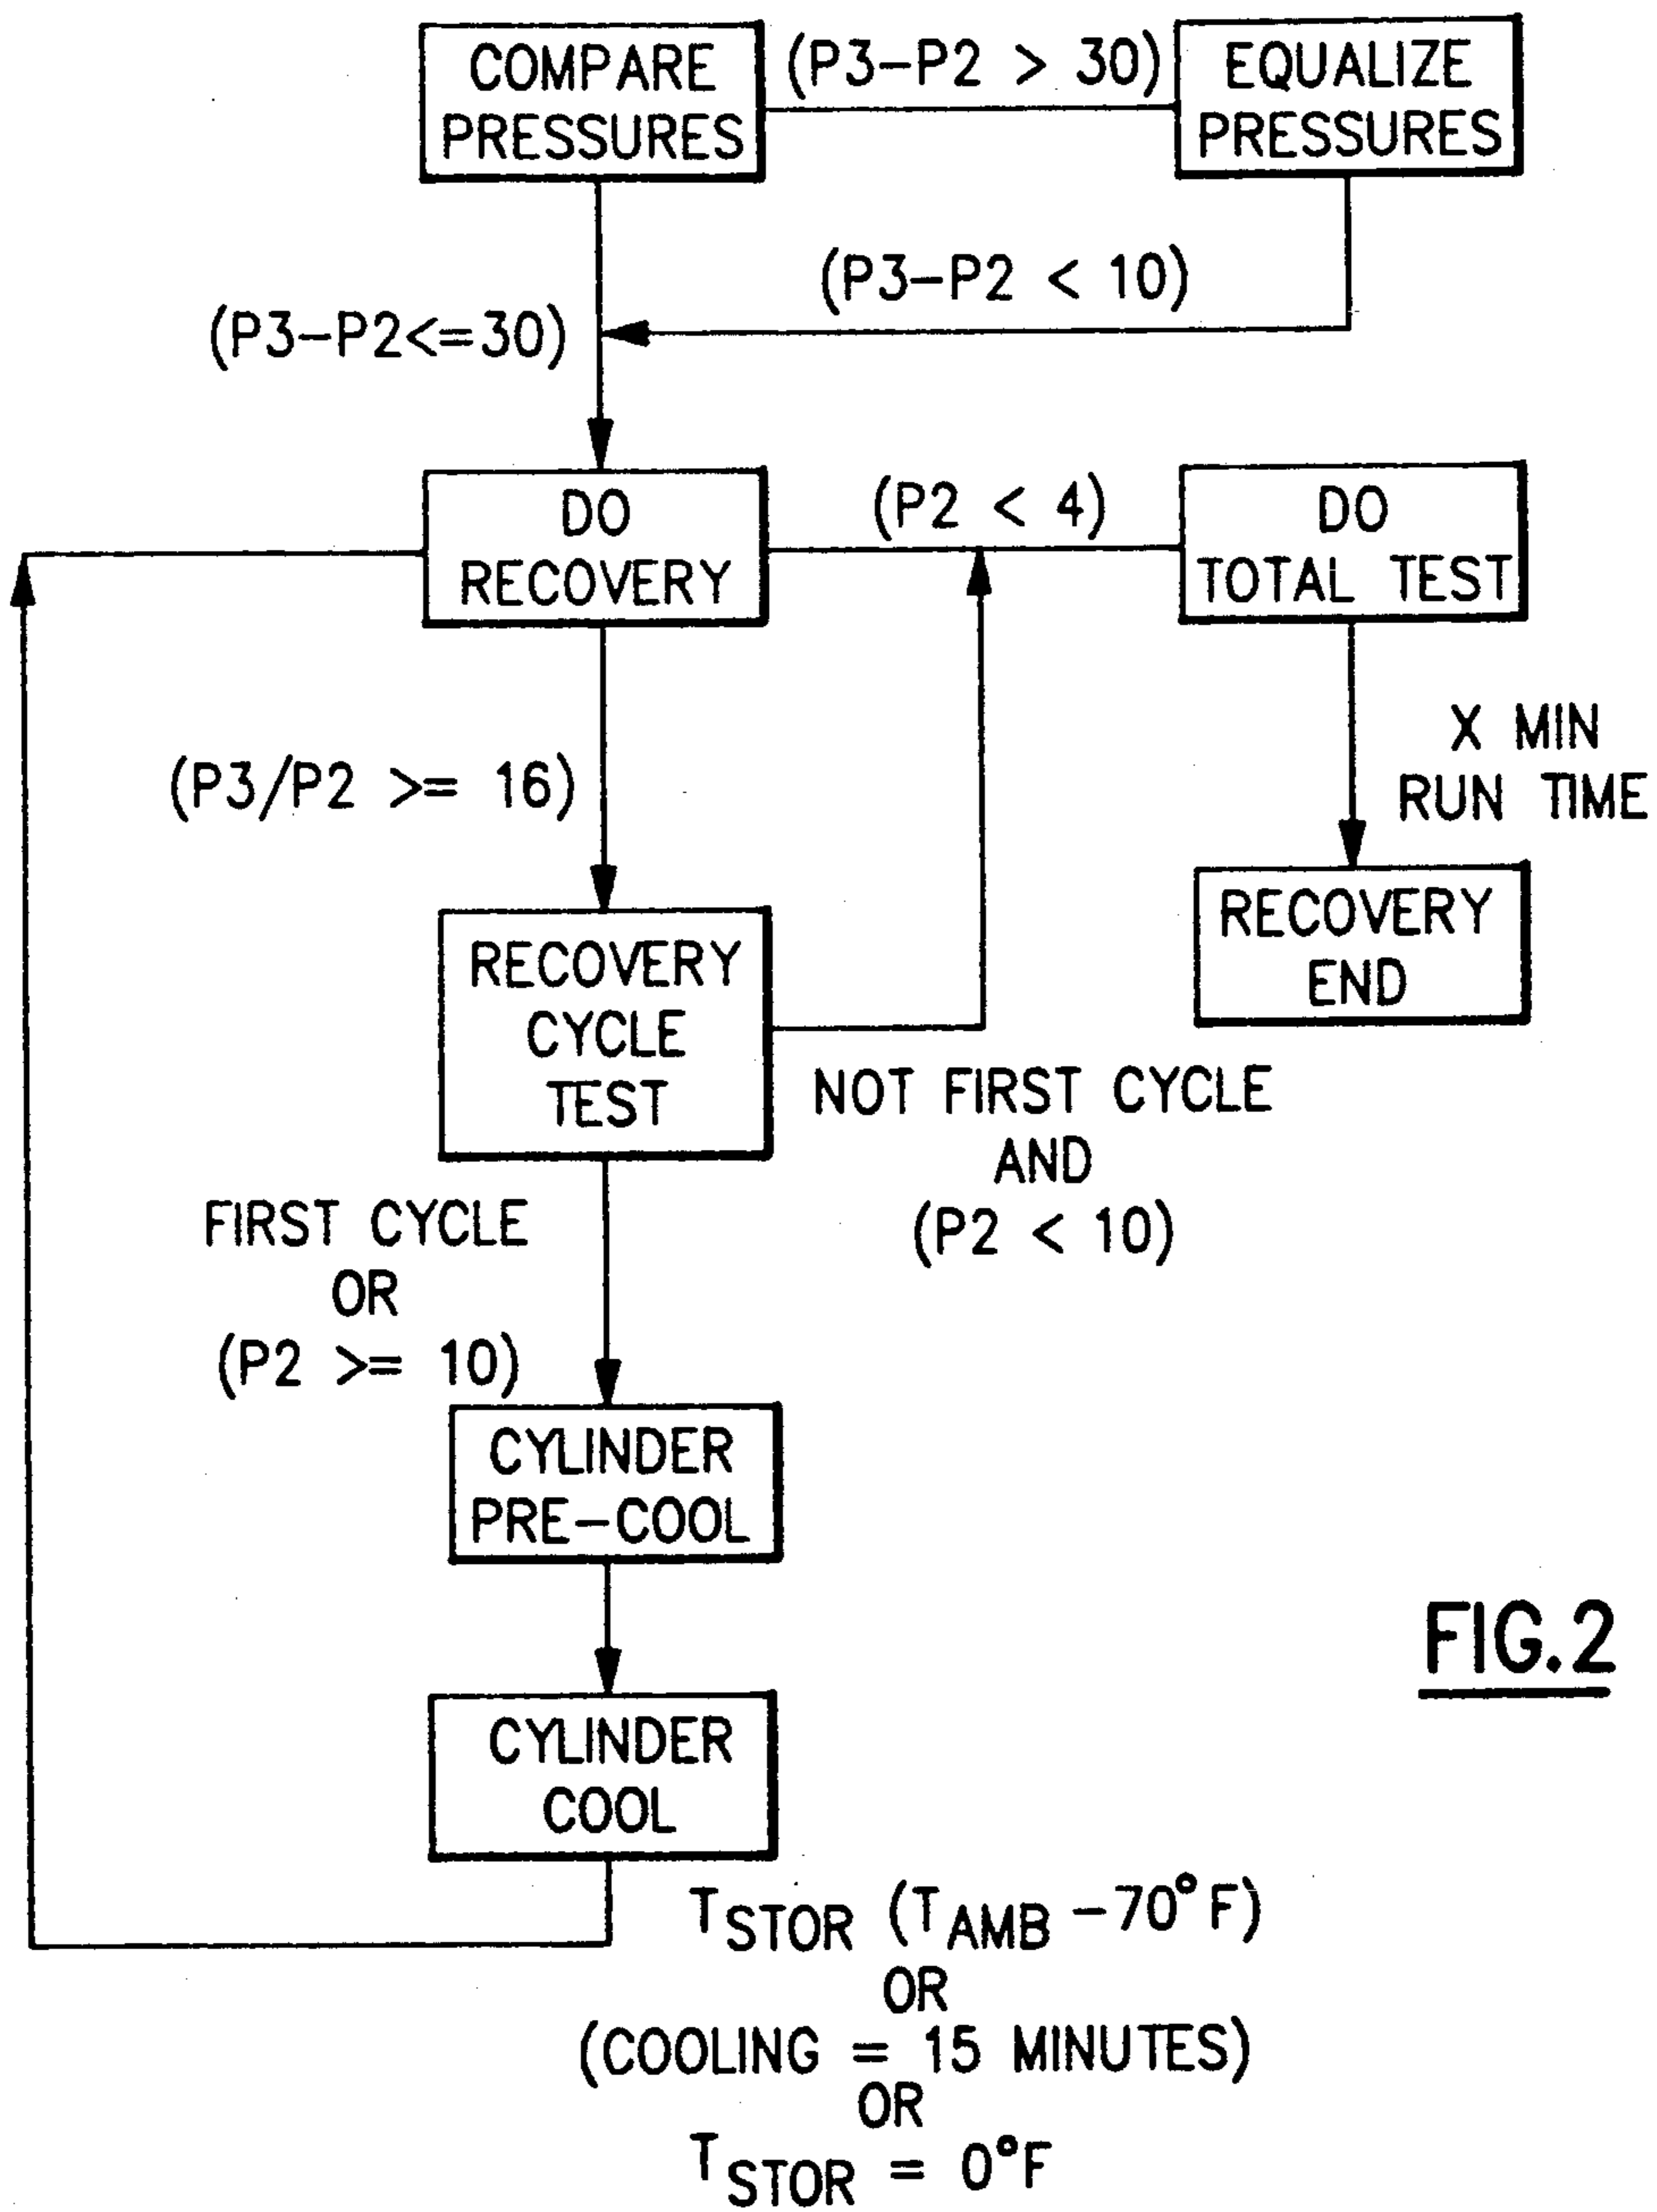 COMPARE
PRESSURES
(P3-P2 > 30)
EQUALIZE
PRESSURES
(P3-P2 < 10)
(P3-P2<=30)
DO
RECOVERY
(P2 < 4)
DO
TOTAL TEST
X MIN
RUN TIME
(P3/P2 >= 16)
RECOVERY
END
RECOVERY
CYCLE
TEST
NOT FIRST CYCLE
AND
(P2 < 10)
FIRST CYCLE
OR
(P2 >= 10)
CYLINDER
PRE-COOL
CYLINDER
COOL
FIG.2
TSTOR (TAMB -70°F)
OR
(COOLING = 15 MINUTES)
OR
TSTOR = 0°F